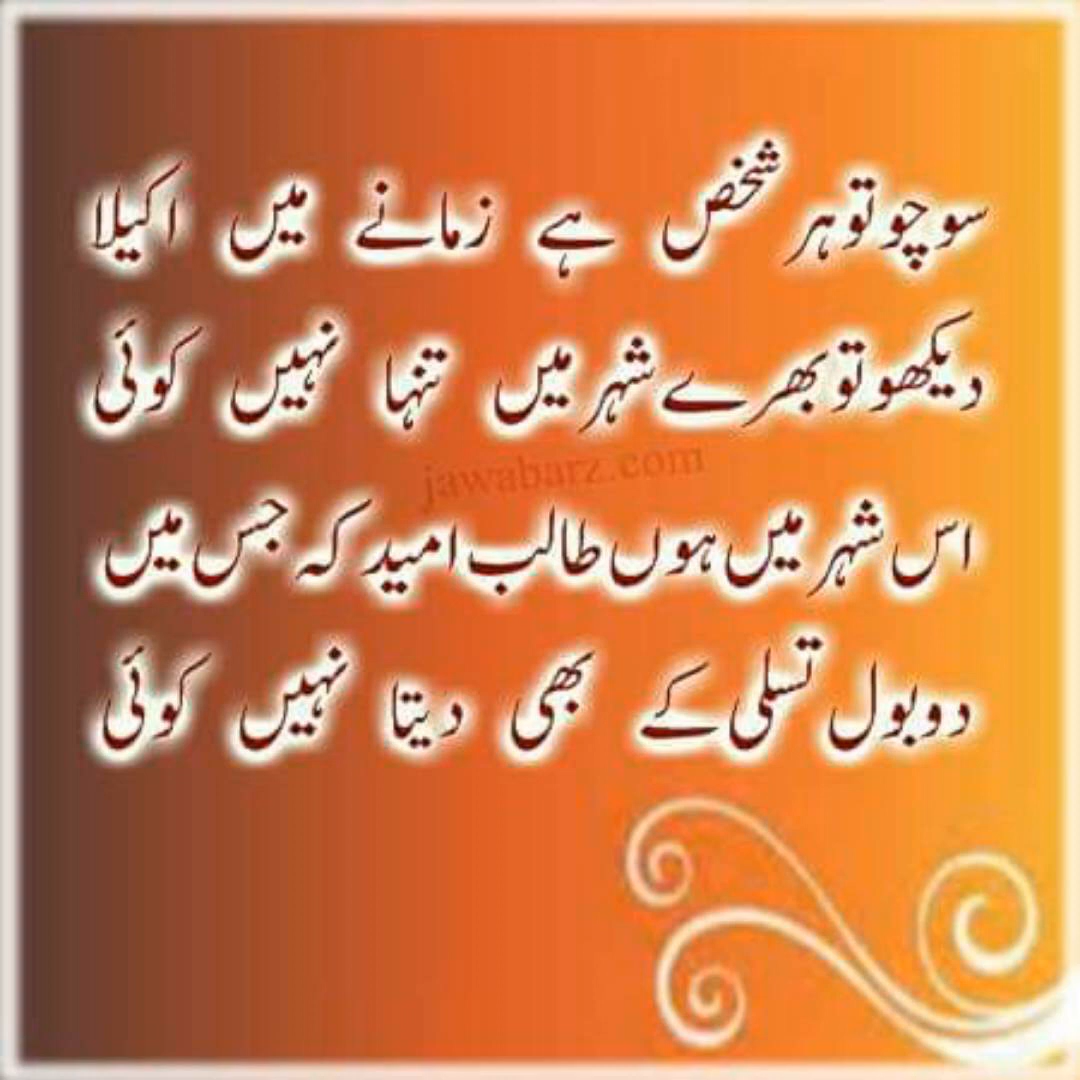 سوچو تو ہر شخص ہے زمانے میں اکیلا
دیکھو تو بھرے شہر میں تنہا نہیں کوئی
jawabarz.com
اس شہر میں ہوں طالب امید کہ جس میں
دو بول تسلی کے بھی دیتا نہیں کوئی